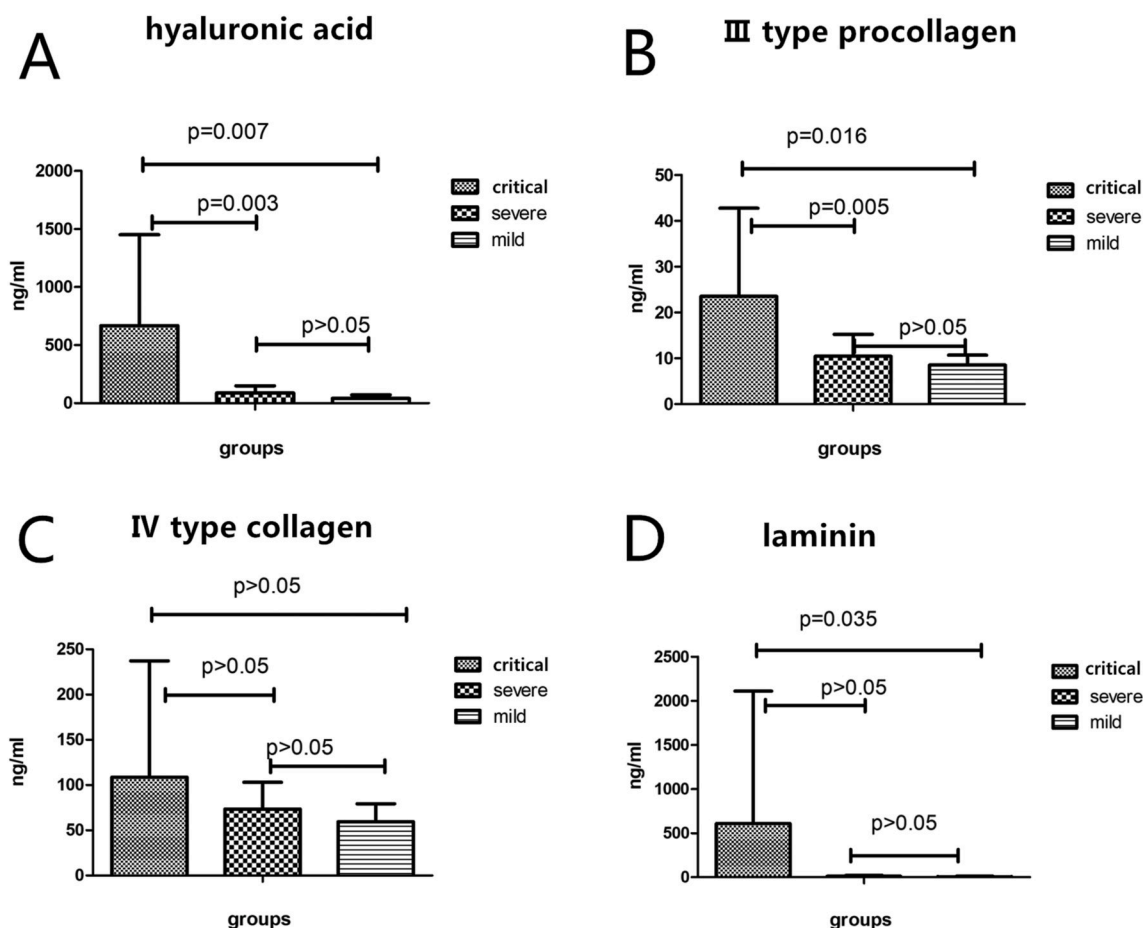 A
hyaluronic acid
p=0.007
p=0.003
p>0.05
2000
1500
1000
500
0
ng/ml
groups
critical
severe
mild
B
III type procollagen
p=0.016
p=0.005
p>0.05
50
40
30
20
10
0
ng/ml
groups
critical
severe
mild
C
IV type collagen
p>0.05
p>0.05
p>0.05
250
200
150
100
50
0
ng/ml
groups
critical
severe
mild
D
laminin
p=0.035
p>0.05
p>0.05
2500
2000
1500
1000
500
0
ng/ml
groups
critical
severe
mild